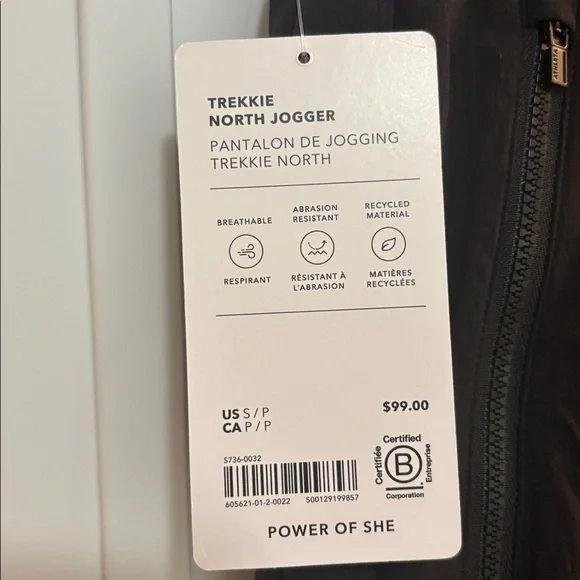 ATHLETA
TREKKIE
NORTH JOGGER
PANTALON DE JOGGING
TREKKIE NORTH
BREATHABLE
RESPIRANT
ABRASION
RESISTANT
RÉSISTANT À
L'ABRASION
RECYCLED
MATERIAL
MATIÈRES
RECYCLÉES
US S / P
CA P / P
$99.00
S736-0032
605621-01-2-0022 500129199857
Certified
Certifiée
B
Entreprise
Corporation
POWER OF SHE